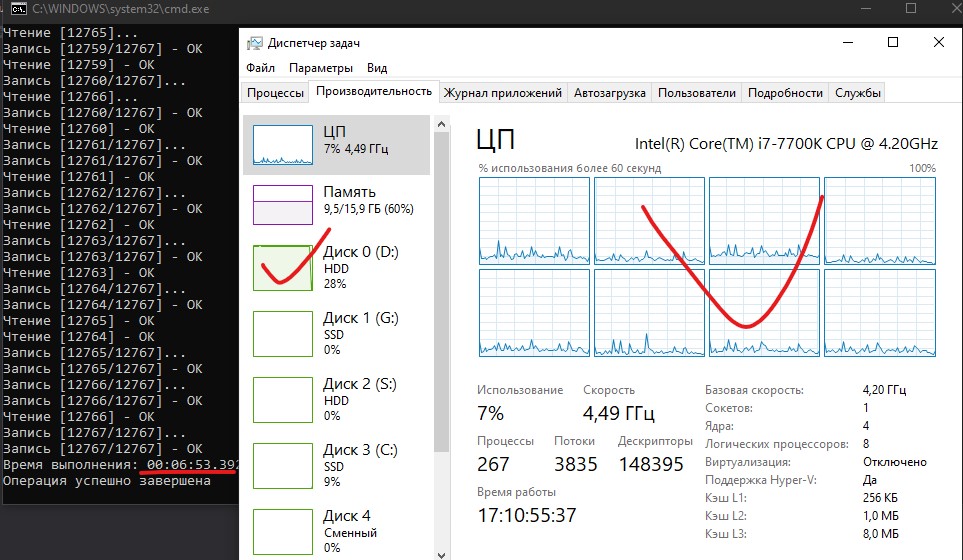 C:\WINDOWS\system32\cmd.exe
Чтение [12765]...
Запись [12759/12767] - OK
Чтение [12759] - OK
Запись [12760/12767]...
Чтение [12766]...
Запись [12760/12767] - OK
Чтение [12760] - OK
Запись [12761/12767]...
Запись [12761/12767] - OK
Чтение [12761] - OK
Запись [12762/12767]...
Запись [12762/12767] - OK
Чтение [12762] - OK
Запись [12763/12767]...
Запись [12763/12767] - OK
Чтение [12763] - OK
Запись [12764/12767]...
Запись [12764/12767] - OK
Чтение [12765] - OK
Чтение [12764] - OK
Запись [12765/12767]...
Запись [12765/12767] - OK
Запись [12766/12767]...
Запись [12766/12767] - OK
Чтение [12766] - OK
Запись [12767/12767]...
Запись [12767/12767] - OK
Время выполнения: 00:06:53.392
Операция успешно завершена
Диспетчер задач
Файл Параметры Вид
Процессы Производительность Журнал приложений Автозагрузка Пользователи Подробности Службы
ЦП
7% 4,49 ГГц
Память
9,5/15,9 ГБ (60%)
Диск 0 (D:)
HDD
28%
Диск 1 (G:)
SSD
0%
Диск 2 (S:)
HDD
0%
Диск 3 (C:)
SSD
9%
Диск 4
Сменный
0%
ЦП
Intel(R) Core(TM) i7-7700K CPU @ 4.20GHz
% использования более 60 секунд 100%
Использование Скорость
7% 4,49 ГГц
Процессы Потоки Дескрипторы
267 3835 148395
Время работы
17:10:55:37
Базовая скорость: 4,20 ГГц
Сокетов: 1
Ядра: 4
Логических процессоров: 8
Виртуализация: Отключено
Поддержка Hyper-V: Да
Кэш L1: 256 КБ
Кэш L2: 1,0 МБ
Кэш L3: 8,0 МБ